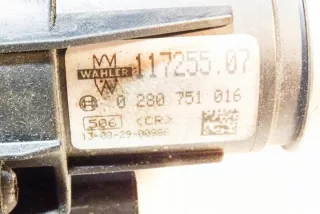 WAHLER 117255.07
0 280 751 016
506 <CR>
13-03-29-00986